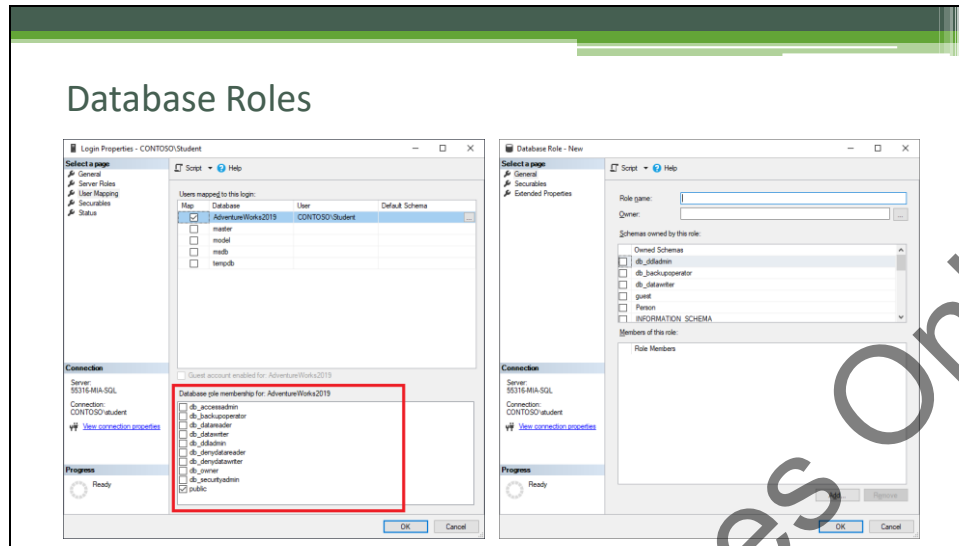 Database Roles
Login Properties - CONTOSO\Student
Select a page
General
Server Roles
User Mapping
Securables
Status
Script
Help
Users mapped to this login:
Map Database User Default Schema
AdventureWorks2019 CONTOSO\Student ...
master
model
msdb
tempdb
Guest account enabled for: AdventureWorks2019
Database role membership for: AdventureWorks2019
db_accessadmin
db_backupoperator
db_datareader
db_datawriter
db_ddladmin
db_denydatareader
db_denydatawriter
db_owner
db_securityadmin
public
Connection
Server:
55316-MIA-SQL
Connection:
CONTOSO\student
View connection properties
Progress
Ready
OK Cancel
Database Role - New
Select a page
General
Securables
Extended Properties
Script
Help
Role name:
Owner:
...
Schemas owned by this role:
Owned Schemas
db_ddladmin
db_backupoperator
db_datawriter
guest
Person
INFORMATION_SCHEMA
Members of this role:
Role Members
Connection
Server:
55316-MIA-SQL
Connection:
CONTOSO\student
View connection properties
Progress
Ready
Add... Remove
OK Cancel